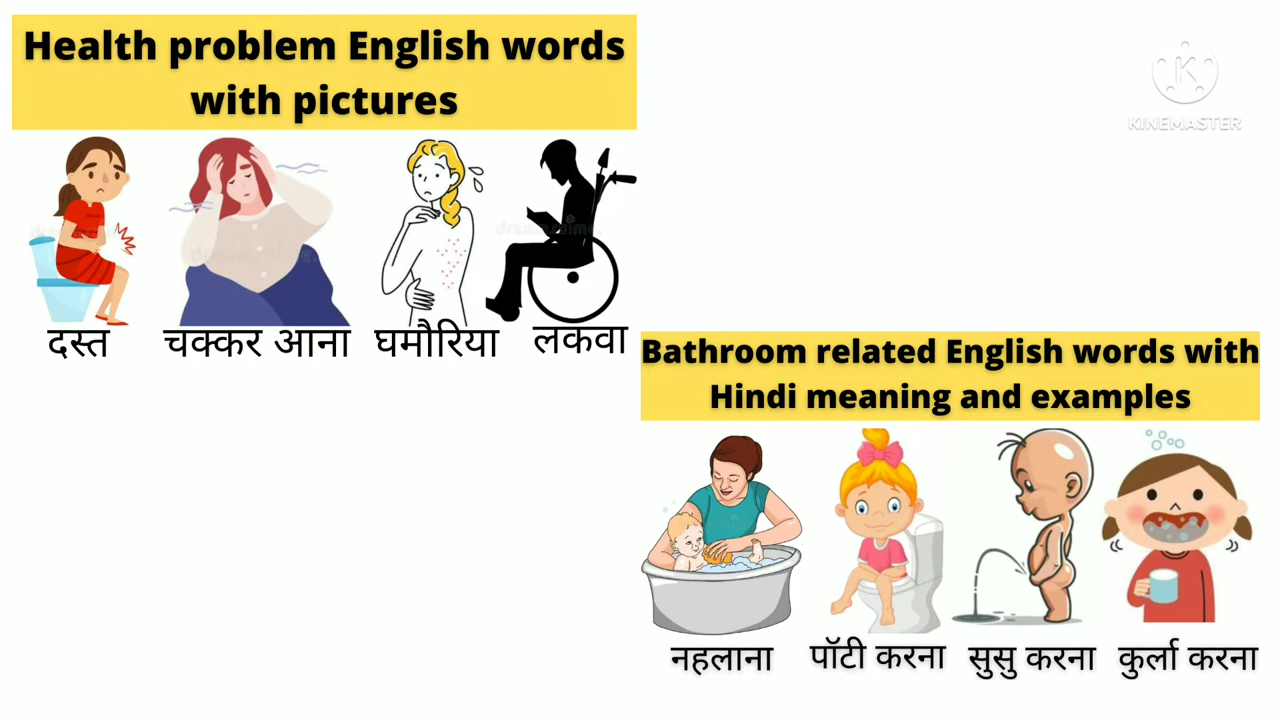 Health problem English words
with pictures
KINEMASTER
दस्त चक्कर आना घमौरिया लकवा
Bathroom related English words with
Hindi meaning and examples
नहलाना पॉटी करना सुसु करना कुर्ला करना